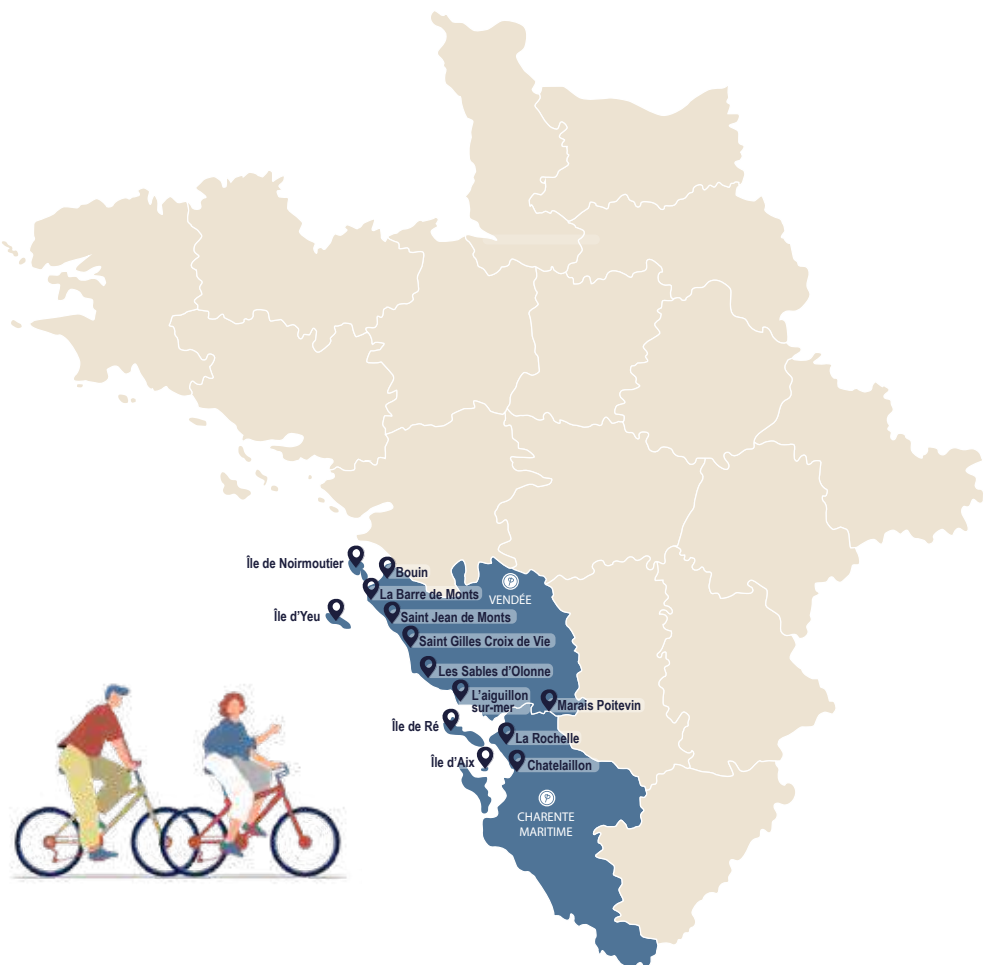 Île de Noirmoutier
Bouin
La Barre de Monts
VENDÉE
Île d'Yeu
Saint Jean de Monts
Saint Gilles Croix de Vie
Les Sables d'Olonne
L'aiguillon
sur-mer
Marais Poitevin
Île de Ré
La Rochelle
Île d'Aix
Chatelaillon
CHARENTE
MARITIME